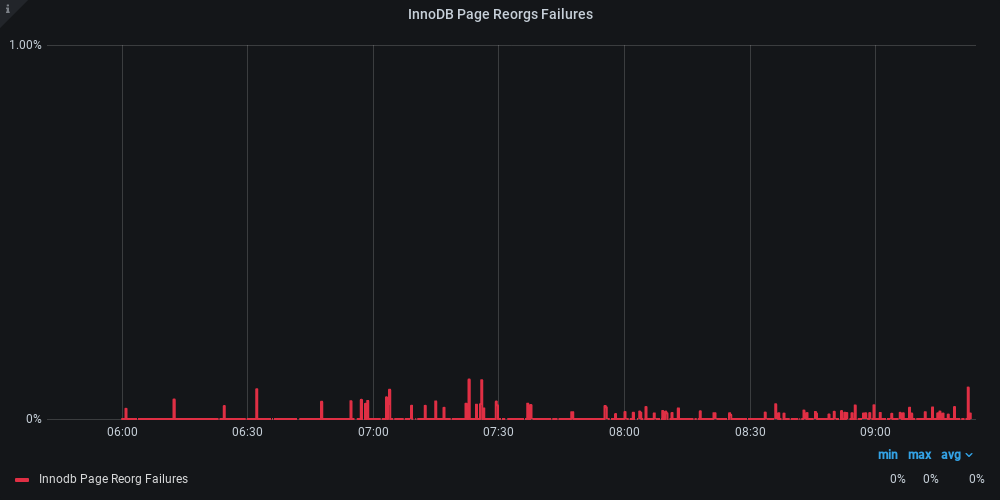 i
InnoDB Page Reorgs Failures
1.00%
0%
06:00 06:30 07:00 07:30 08:00 08:30 09:00
min max avg
Innodb Page Reorg Failures 0% 0% 0%